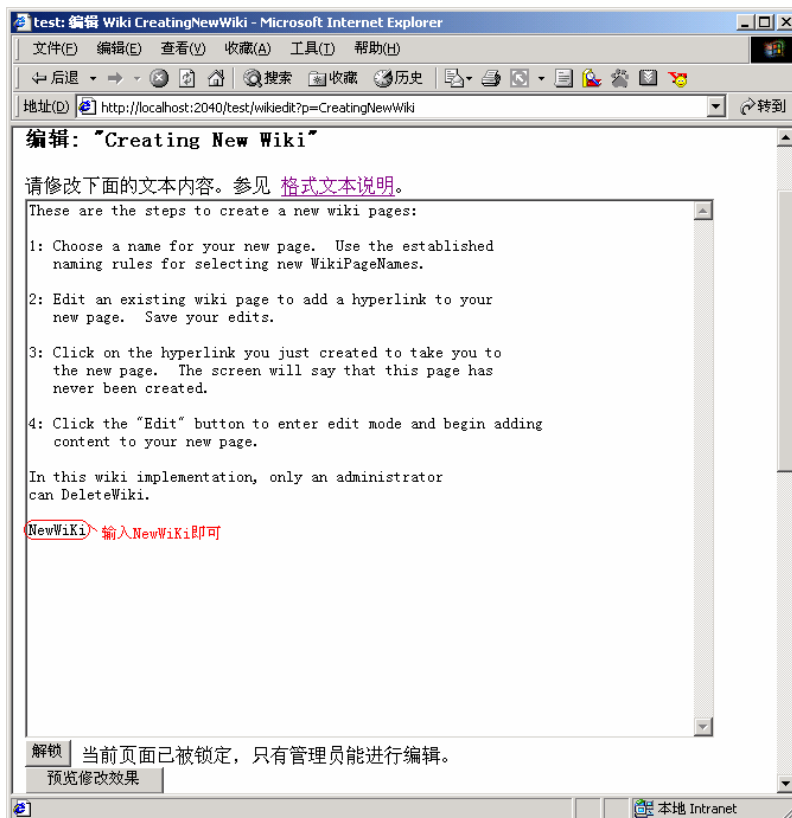 test: 编辑 Wiki CreatingNewWiki - Microsoft Internet Explorer
文件(F) 编辑(E) 查看(V) 收藏(A) 工具(T) 帮助(H)
后退 搜索 收藏 历史
地址(D) http://localhost:2040/test/wikiedit?p=CreatingNewWiki 转到
编辑: "Creating New Wiki"
请修改下面的文本内容。参见 格式文本说明。
These are the steps to create a new wiki pages:
1: Choose a name for your new page. Use the established
naming rules for selecting new WikiPageNames.
2: Edit an existing wiki page to add a hyperlink to your
new page. Save your edits.
3: Click on the hyperlink you just created to take you to
the new page. The screen will say that this page has
never been created.
4: Click the "Edit" button to enter edit mode and begin adding
content to your new page.
In this wiki implementation, only an administrator
can DeleteWiki.
NewWiKi 输入NewWiKi即可
解锁 当前页面已被锁定，只有管理员能进行编辑。
预览修改效果
本地 Intranet